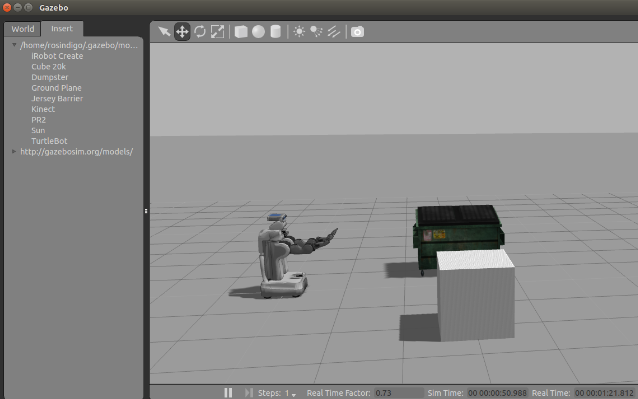 Gazebo
World Insert
/home/rosindigo/.gazebo/mo...
iRobot Create
Cube 20k
Dumpster
Ground Plane
Jersey Barrier
Kinect
PR2
Sun
TurtleBot
http://gazebosim.org/models/
Steps: 1 Real Time Factor: 0.73 Sim Time: 00 00:00:50.988 Real Time: 00 00:01:21.812